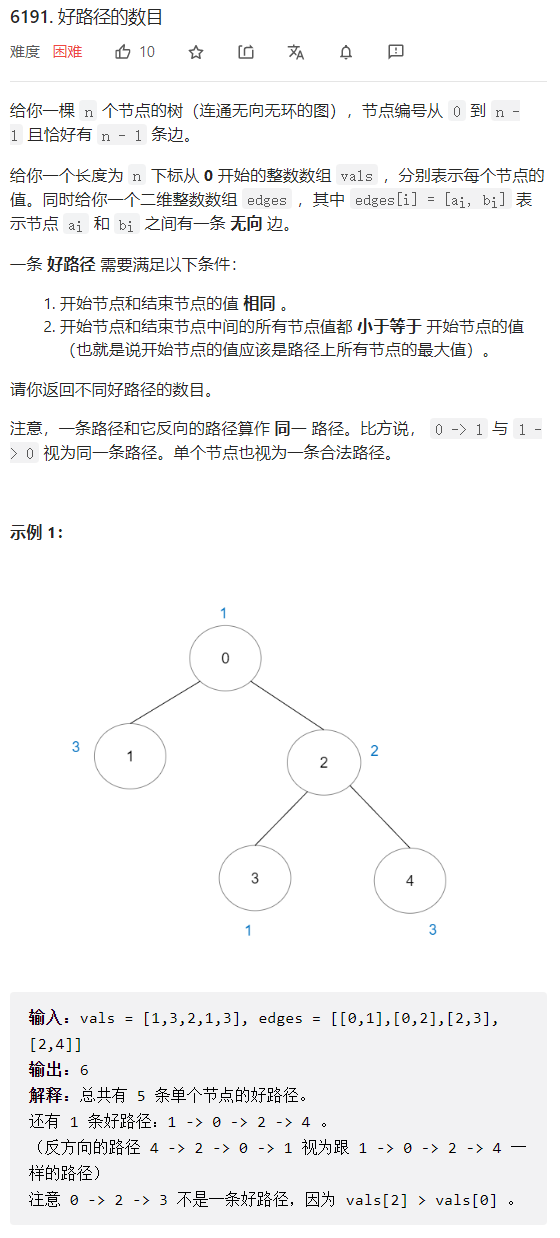 6191. 好路径的数目
难度 困难 10
给你一棵 n 个节点的树（连通无向无环的图），节点编号从 0 到 n -
1 且恰好有 n - 1 条边。
给你一个长度为 n 下标从 0 开始的整数数组 vals ，分别表示每个节点的
值。同时给你一个二维整数数组 edges ，其中 edges[i] = [ai, bi] 表
示节点 ai 和 bi 之间有一条 无向 边。
一条 好路径 需要满足以下条件：
1. 开始节点和结束节点的值 相同 。
2. 开始节点和结束节点中间的所有节点值都 小于等于 开始节点的值
（也就是说开始节点的值应该是路径上所有节点的最大值）。
请你返回不同好路径的数目。
注意，一条路径和它反向的路径算作 同一 路径。比方说， 0 -> 1 与 1 -
> 0 视为同一条路径。单个节点也视为一条合法路径。
示例 1：
1
0
3
1
2
2
3
4
1
3
输入：vals = [1,3,2,1,3], edges = [[0,1],[0,2],[2,3],
[2,4]]
输出：6
解释：总共有 5 条单个节点的好路径。
还有 1 条好路径：1 -> 0 -> 2 -> 4 。
（反方向的路径 4 -> 2 -> 0 -> 1 视为跟 1 -> 0 -> 2 -> 4 一
样的路径）
注意 0 -> 2 -> 3 不是一条好路径，因为 vals[2] > vals[0] 。